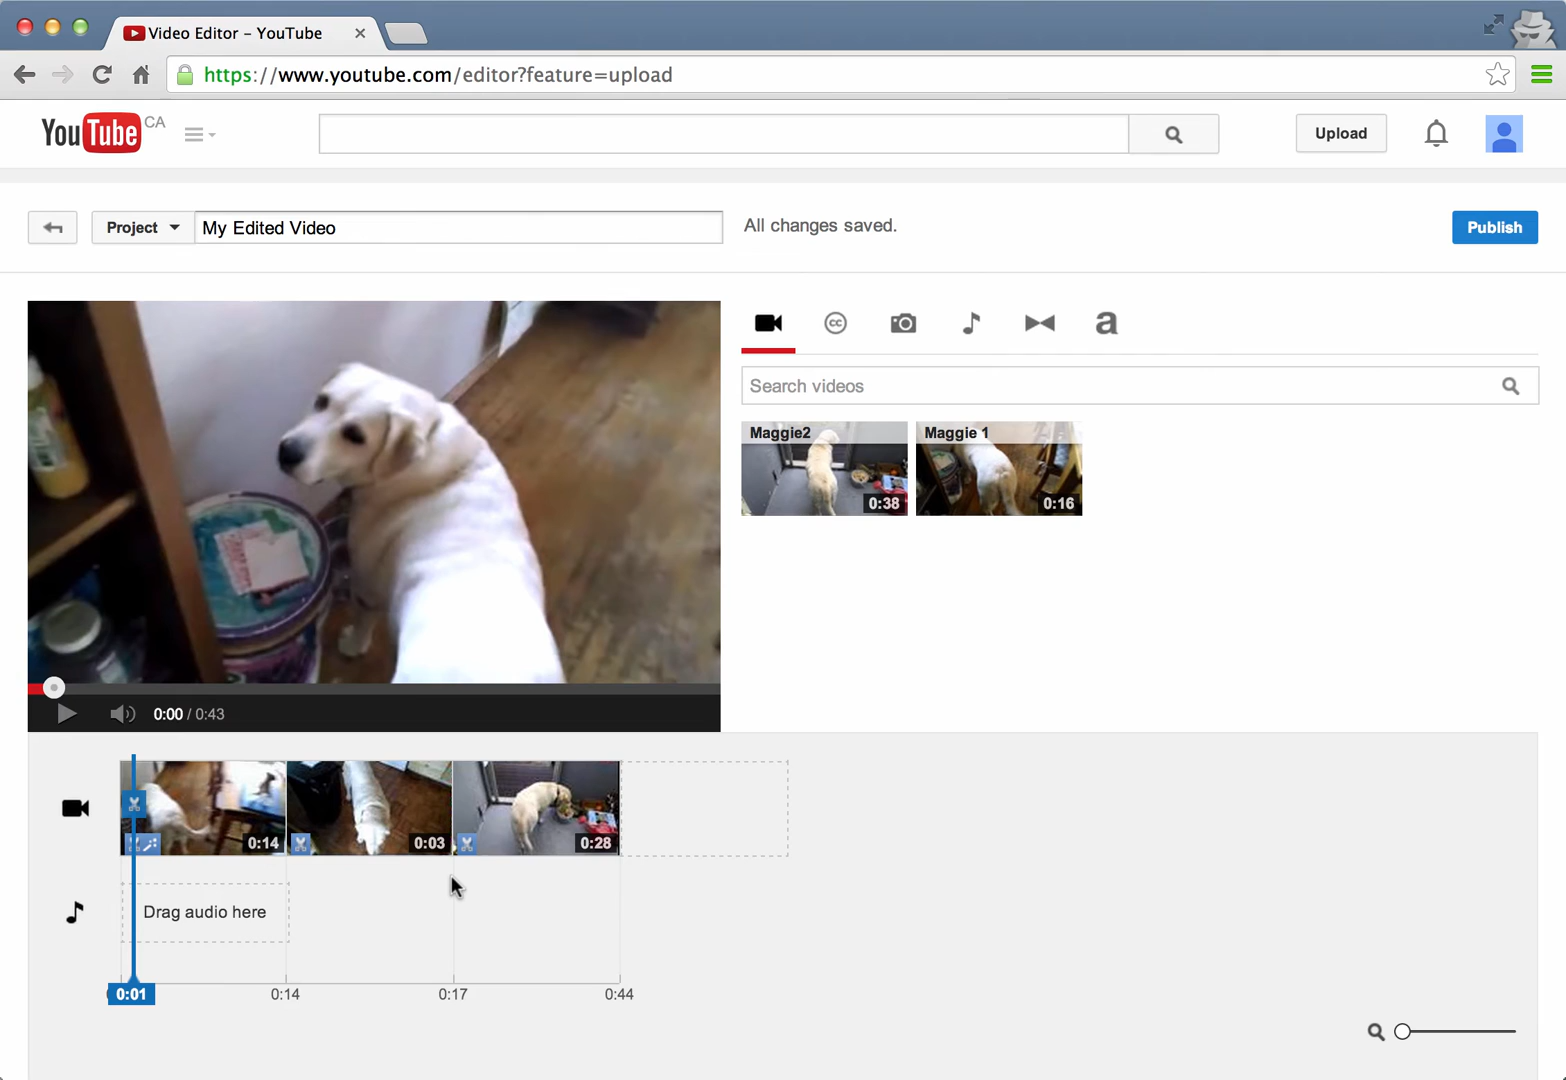 Video Editor – YouTube
https://www.youtube.com/editor?feature=upload
YouTube CA
Upload
Project
My Edited Video
All changes saved.
Publish
cc
a
Search videos
Maggie2
0:38
Maggie 1
0:16
0:00 / 0:43
0:14
0:03
0:28
Drag audio here
0:01
0:14
0:17
0:44